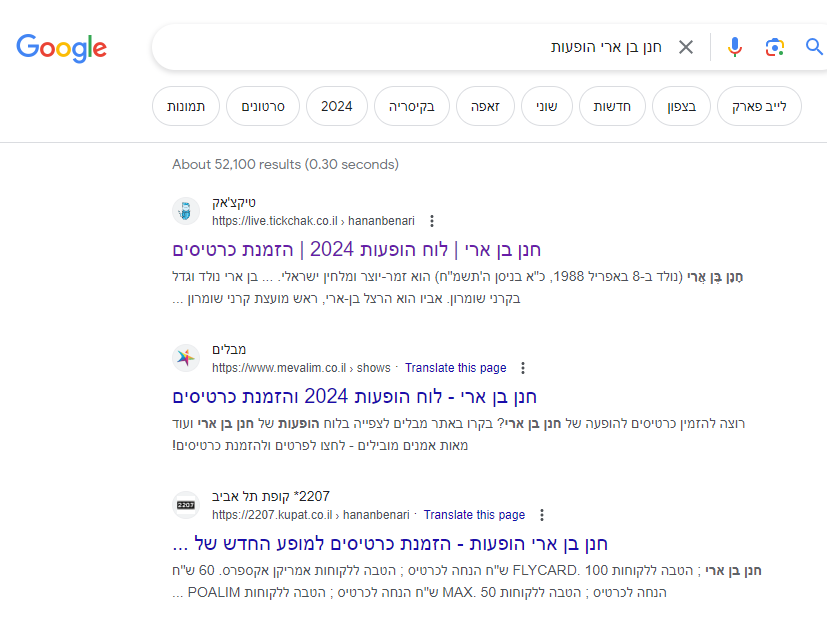 Google
חנן בן ארי הופעות
לייב פארק
בצפון
חדשות
שוני
זאפה
בקיסריה
2024
סרטונים
תמונות
About 52,100 results (0.30 seconds)
טיקצ'אק
https://live.tickchak.co.il › hananbenari
חנן בן ארי | לוח הופעות 2024 | הזמנת כרטיסים
חָנָן בֶּן אֲרִי (נולד ב-8 באפריל 1988, כ"א בניסן ה'תשמ"ח) הוא זמר-יוצר ומלחין ישראלי. ... בן ארי נולד וגדל
בקרני שומרון. אביו הוא הרצל בן-ארי, ראש מועצת קרני שומרון ...
מבלים
https://www.mevalim.co.il › shows · Translate this page
חנן בן ארי - לוח הופעות 2024 והזמנת כרטיסים
רוצה להזמין כרטיסים להופעה של חנן בן ארי? בקרו באתר מבלים לצפייה בלוח הופעות של חנן בן ארי ועוד
מאות אמנים מובילים - לחצו לפרטים ולהזמנת כרטיסים!
2207
2207* קופת תל אביב
https://2207.kupat.co.il › hananbenari · Translate this page
חנן בן ארי הופעות - הזמנת כרטיסים למופע החדש של ...
חנן בן ארי ; הטבה ללקוחות FLYCARD. 100 ש"ח הנחה לכרטיס ; הטבה ללקוחות אמריקן אקספרס. 60 ש"ח
הנחה לכרטיס ; הטבה ללקוחות MAX. 50 ש"ח הנחה לכרטיס ; הטבה ללקוחות POALIM ...